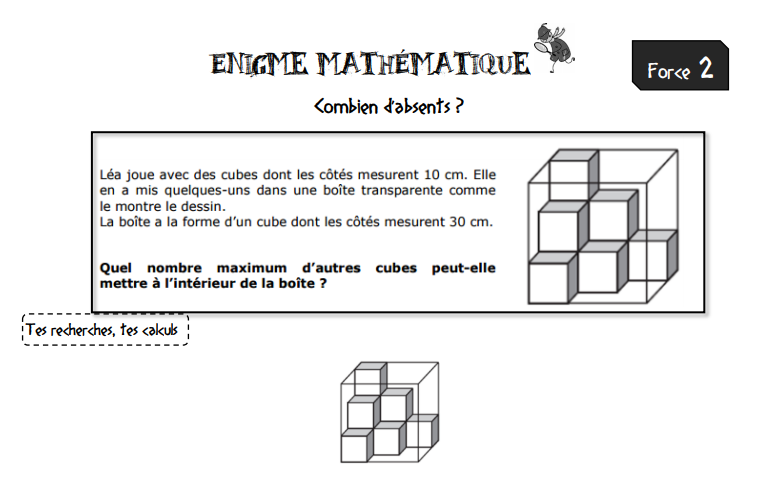 ENIGME MATHÉMATIQUE
Force 2
Combien d'absents ?
Léa joue avec des cubes dont les côtés mesurent 10 cm. Elle
en a mis quelques-uns dans une boîte transparente comme
le montre le dessin.
La boîte a la forme d'un cube dont les côtés mesurent 30 cm.
Quel nombre maximum d'autres cubes peut-elle
mettre à l'intérieur de la boîte ?
Tes recherches, tes calculs